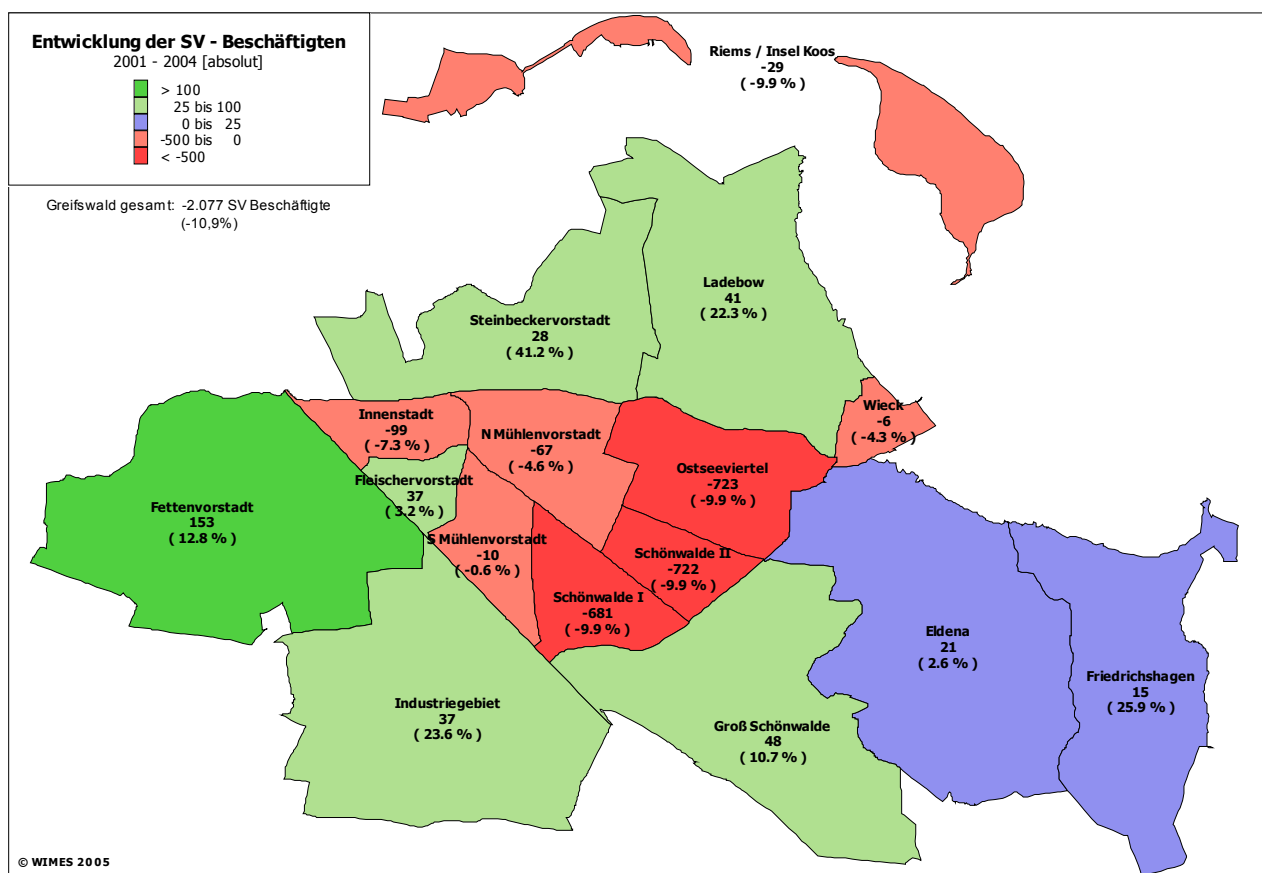 Entwicklung der SV - Beschäftigten
2001 - 2004 [absolut]
> 100
25 bis 100
0 bis 25
-500 bis 0
< -500
Greifswald gesamt: -2.077 SV Beschäftigte
(-10,9%)
Riems / Insel Koos
-29
( -9.9 % )
Ladebow
41
( 22.3 % )
Steinbeckervorstadt
28
( 41.2 % )
Wieck
-6
( -4.3 % )
Innenstadt
-99
( -7.3 % )
N Mühlenvorstadt
-67
( -4.6 % )
Ostseeviertel
-723
( -9.9 % )
Fleischervorstadt
37
( 3.2 % )
Fettenvorstadt
153
( 12.8 % )
S Mühlenvorstadt
-10
( -0.6 % )
Schönwalde II
-722
( -9.9 % )
Schönwalde I
-681
( -9.9 % )
Eldena
21
( 2.6 % )
Friedrichshagen
15
( 25.9 % )
Industriegebiet
37
( 23.6 % )
Groß Schönwalde
48
( 10.7 % )
© WIMES 2005